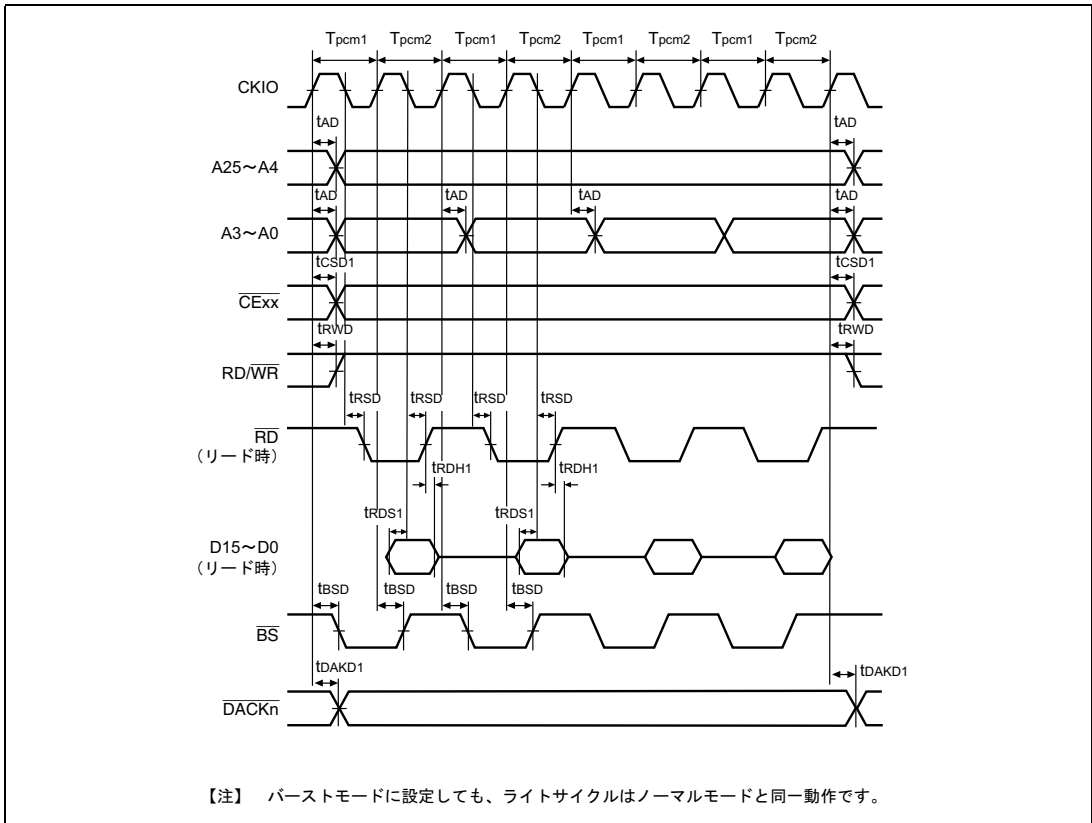 Tpcm1 Tpcm2 Tpcm1 Tpcm2 Tpcm1 Tpcm2 Tpcm1 Tpcm2
CKIO
tAD tAD
A25～A4
tAD tAD tAD tAD
A3～A0
tCSD1 tCSD1
CExx
tRWD tRWD
RD/WR
tRSD tRSD tRSD tRSD
RD
（リード時）
tRDH1 tRDH1
tRDS1 tRDS1
D15～D0
（リード時）
tBSD tBSD tBSD tBSD
BS
tDAKD1 tDAKD1
DACKn
【注】 バーストモードに設定しても、ライトサイクルはノーマルモードと同一動作です。